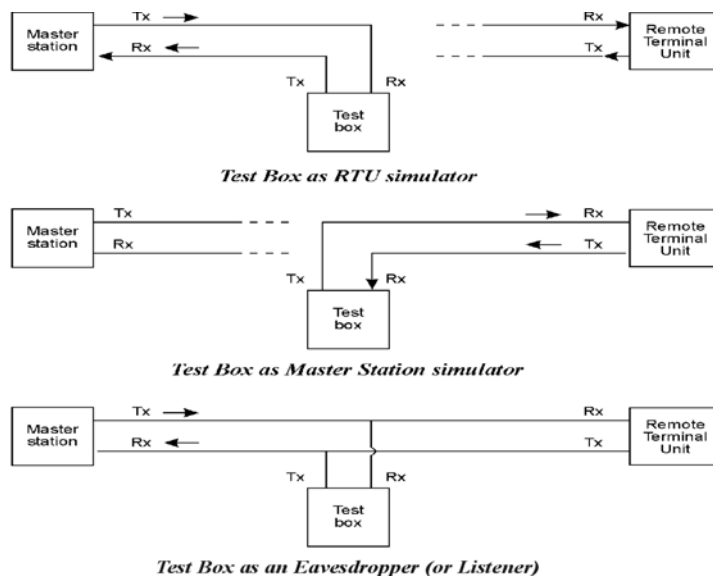 Tx
Rx
Master
station
Rx
Tx
Remote
Terminal
Unit
Tx
Rx
Test
box
Test Box as RTU simulator
Tx
Rx
Master
station
Rx
Tx
Remote
Terminal
Unit
Tx
Rx
Test
box
Test Box as Master Station simulator
Tx
Rx
Master
station
Rx
Tx
Remote
Terminal
Unit
Tx
Rx
Test
box
Test Box as an Eavesdropper (or Listener)